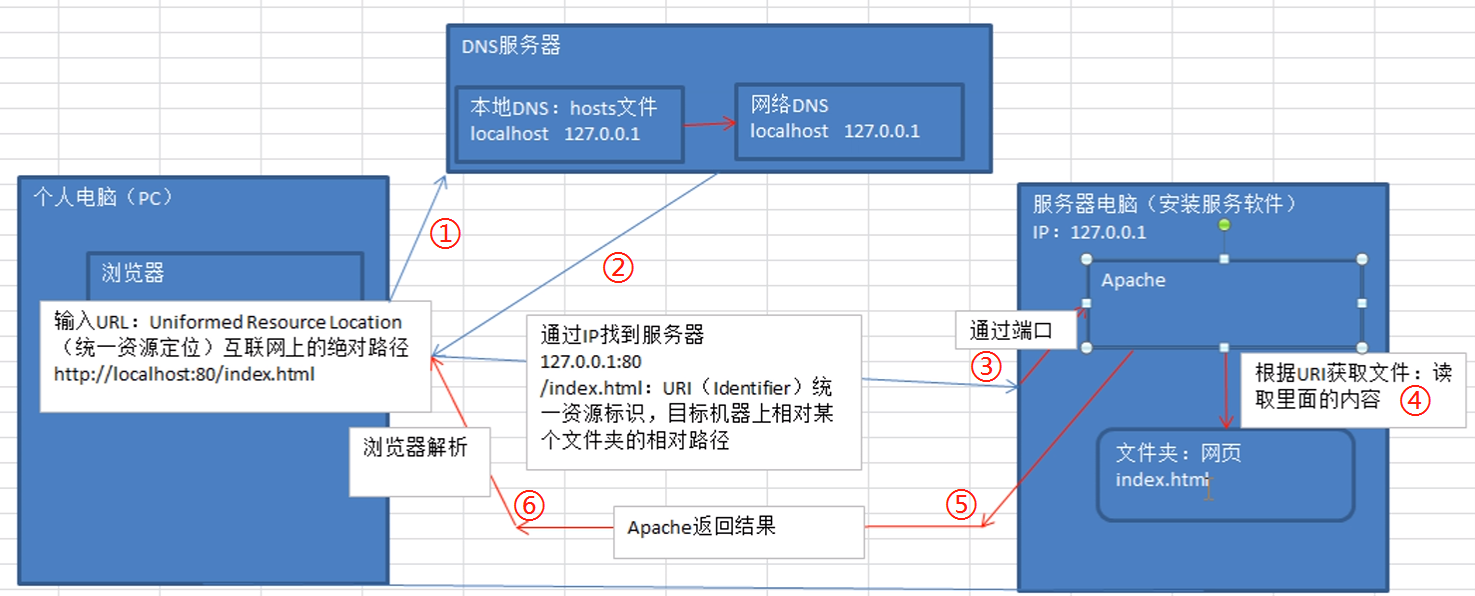 DNS服务器
本地DNS：hosts文件
localhost 127.0.0.1
网络DNS
localhost 127.0.0.1
个人电脑（PC）
浏览器
输入URL：Uniformed Resource Location
（统一资源定位）互联网上的绝对路径
http://localhost:80/index.html
①
②
通过IP找到服务器
127.0.0.1:80
/index.html：URI（Identifier）统
一资源标识，目标机器上相对某
个文件夹的相对路径
服务器电脑（安装服务软件）
IP：127.0.0.1
Apache
通过端口
③
根据URI获取文件：读
取里面的内容
④
文件夹：网页
index.html
⑤
Apache返回结果
⑥
浏览器解析